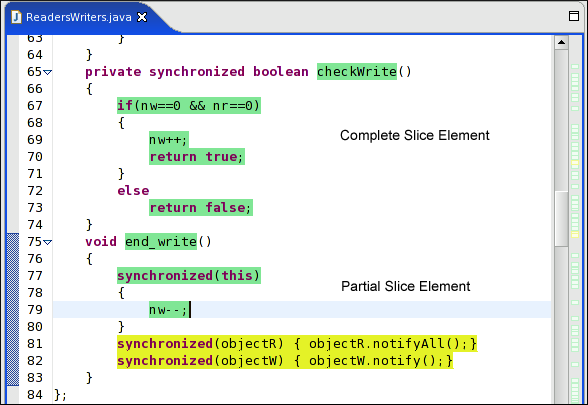 ReadersWriters.java
63 }
64 }
65 private synchronized boolean checkWrite()
66 {
67 if(nw==0 && nr==0)
68 {
Complete Slice Element
69 nw++;
70 return true;
71 }
72 else
73 return false;
74 }
75 void end_write()
76 {
77 synchronized(this)
78 {
Partial Slice Element
79 nw--;
80 }
81 synchronized(objectR) { objectR.notifyAll();}
82 synchronized(objectW) { objectW.notify();}
83 }
84 };